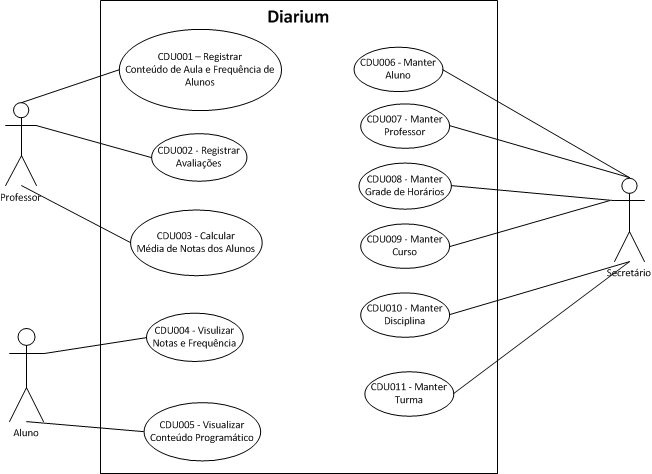 Diarium
CDU001 – Registrar
Conteúdo de Aula e Frequência de
Alunos
CDU002 - Registrar
Avaliações
CDU003 - Calcular
Média de Notas dos Alunos
CDU004 - Visulizar
Notas e Frequência
CDU005 - Visualizar
Conteúdo Programático
CDU006 - Manter
Aluno
CDU007 - Manter
Professor
CDU008 - Manter
Grade de Horários
CDU009 - Manter
Curso
CDU010 - Manter
Disciplina
CDU011 - Manter
Turma
Professor
Aluno
Secretário